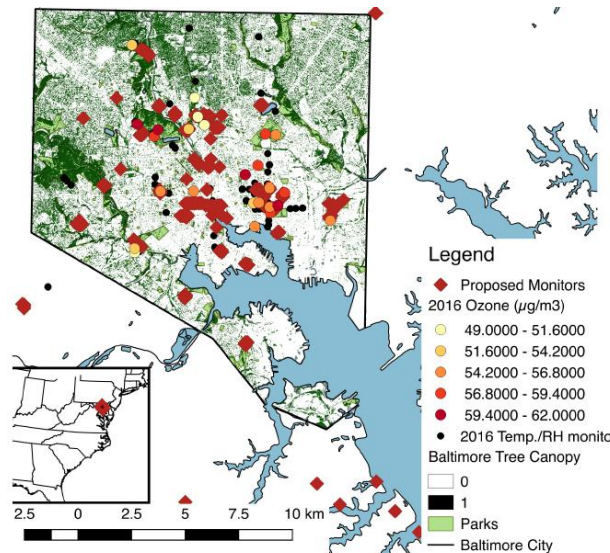 Legend
Proposed Monitors
2016 Ozone (µg/m3)
49.0000 - 51.6000
51.6000 - 54.2000
54.2000 - 56.8000
56.8000 - 59.4000
59.4000 - 62.0000
2016 Temp./RH monito
Baltimore Tree Canopy
0
1
Parks
Baltimore City
2.5 0 2.5 5 7.5 10 km